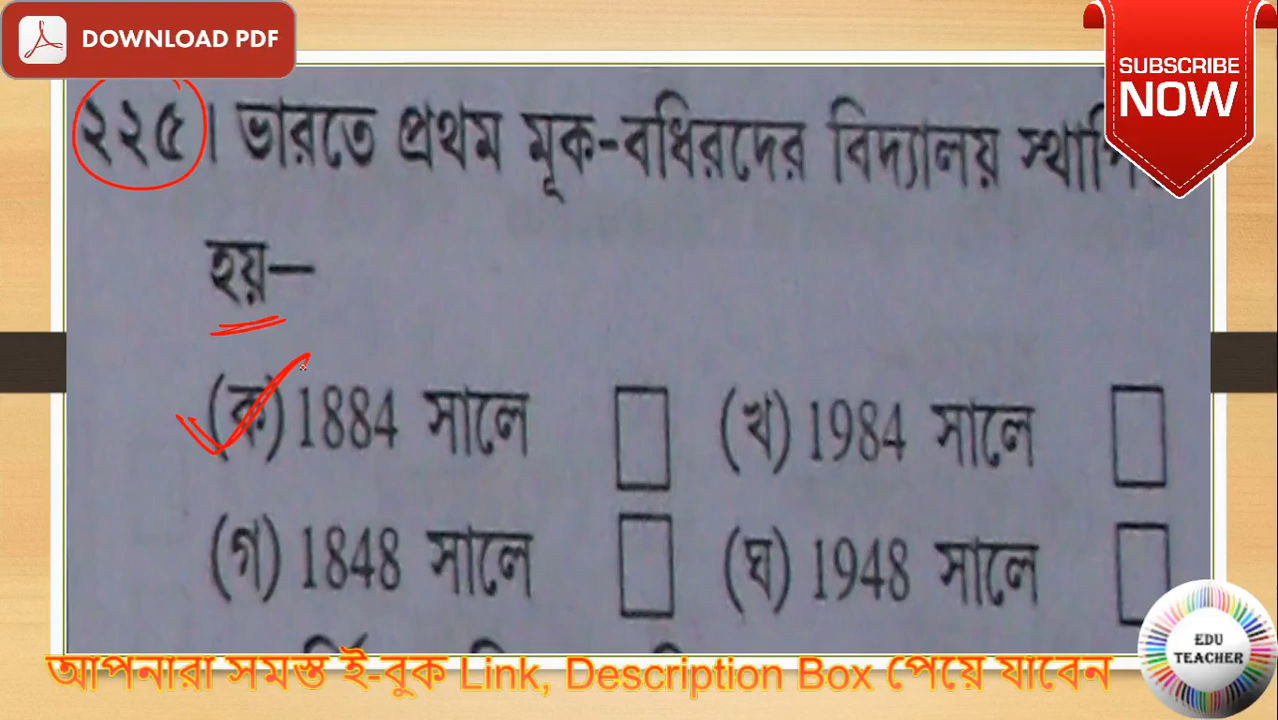 DOWNLOAD PDF
SUBSCRIBE
NOW
২২৫। ভারতে প্রথম মূক-বধিরদের বিদ্যালয়
হয়—
(ক) 1884 সালে (খ) 1984 সালে
(গ) 1848 সালে (ঘ) 1948 সালে
EDU
TEACHER
আপনারা সমস্ত ই-বুক Link, Description Box পেয়ে যাবেন